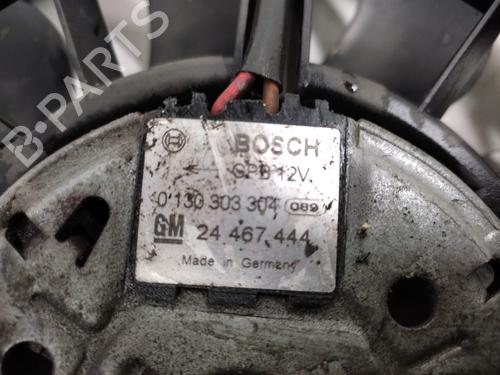 BOSCH
GPB 12V.
0 130 303 304 089
GM 24 467 444
Made in Germany
B-PARTS